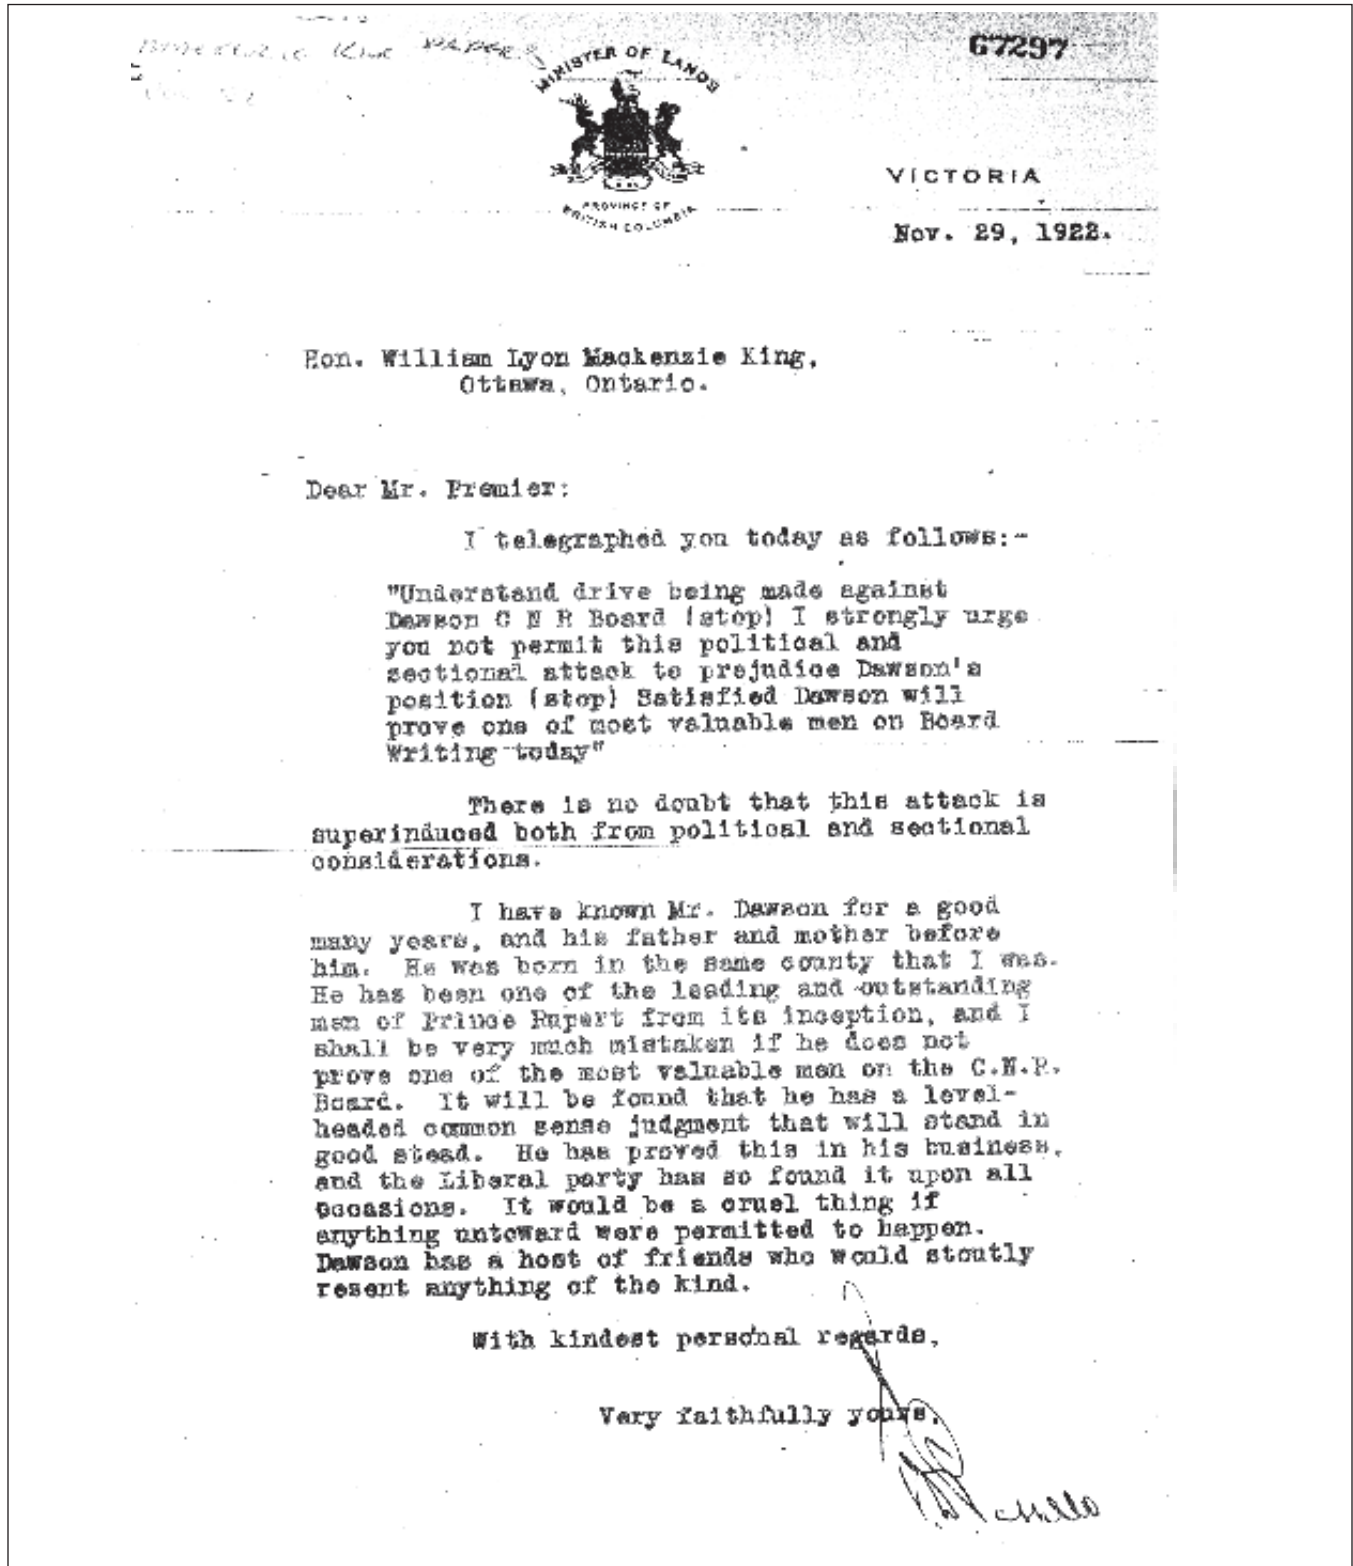 KING PAPERS
67297
MINISTER OF LANDS
PROVINCE OF
BRITISH COLUMBIA
VICTORIA
Nov. 29, 1922.
Hon. William Lyon Mackenzie King,
Ottawa, Ontario.
Dear Mr. Premier:
I telegraphed you today as follows:-
"Understand drive being made against
Dawson C N R Board (stop) I strongly urge
you not permit this political and
sectional attack to prejudice Dawson's
position (stop) Satisfied Dawson will
prove one of most valuable men on Board
Writing today"
There is no doubt that this attack is
superinduced both from political and sectional
considerations.
I have known Mr. Dawson for a good
many years, and his father and mother before
him. He was born in the same county that I was.
He has been one of the leading and outstanding
men of Prince Rupert from its inception, and I
shall be very much mistaken if he does not
prove one of the most valuable men on the C.N.R.
Board. It will be found that he has a level-
headed common sense judgment that will stand in
good stead. He has proved this in his business,
and the Liberal party has so found it upon all
occasions. It would be a cruel thing if
anything untoward were permitted to happen.
Dawson has a host of friends who would stoutly
resent anything of the kind.
With kindest personal regards,
Very faithfully yours,